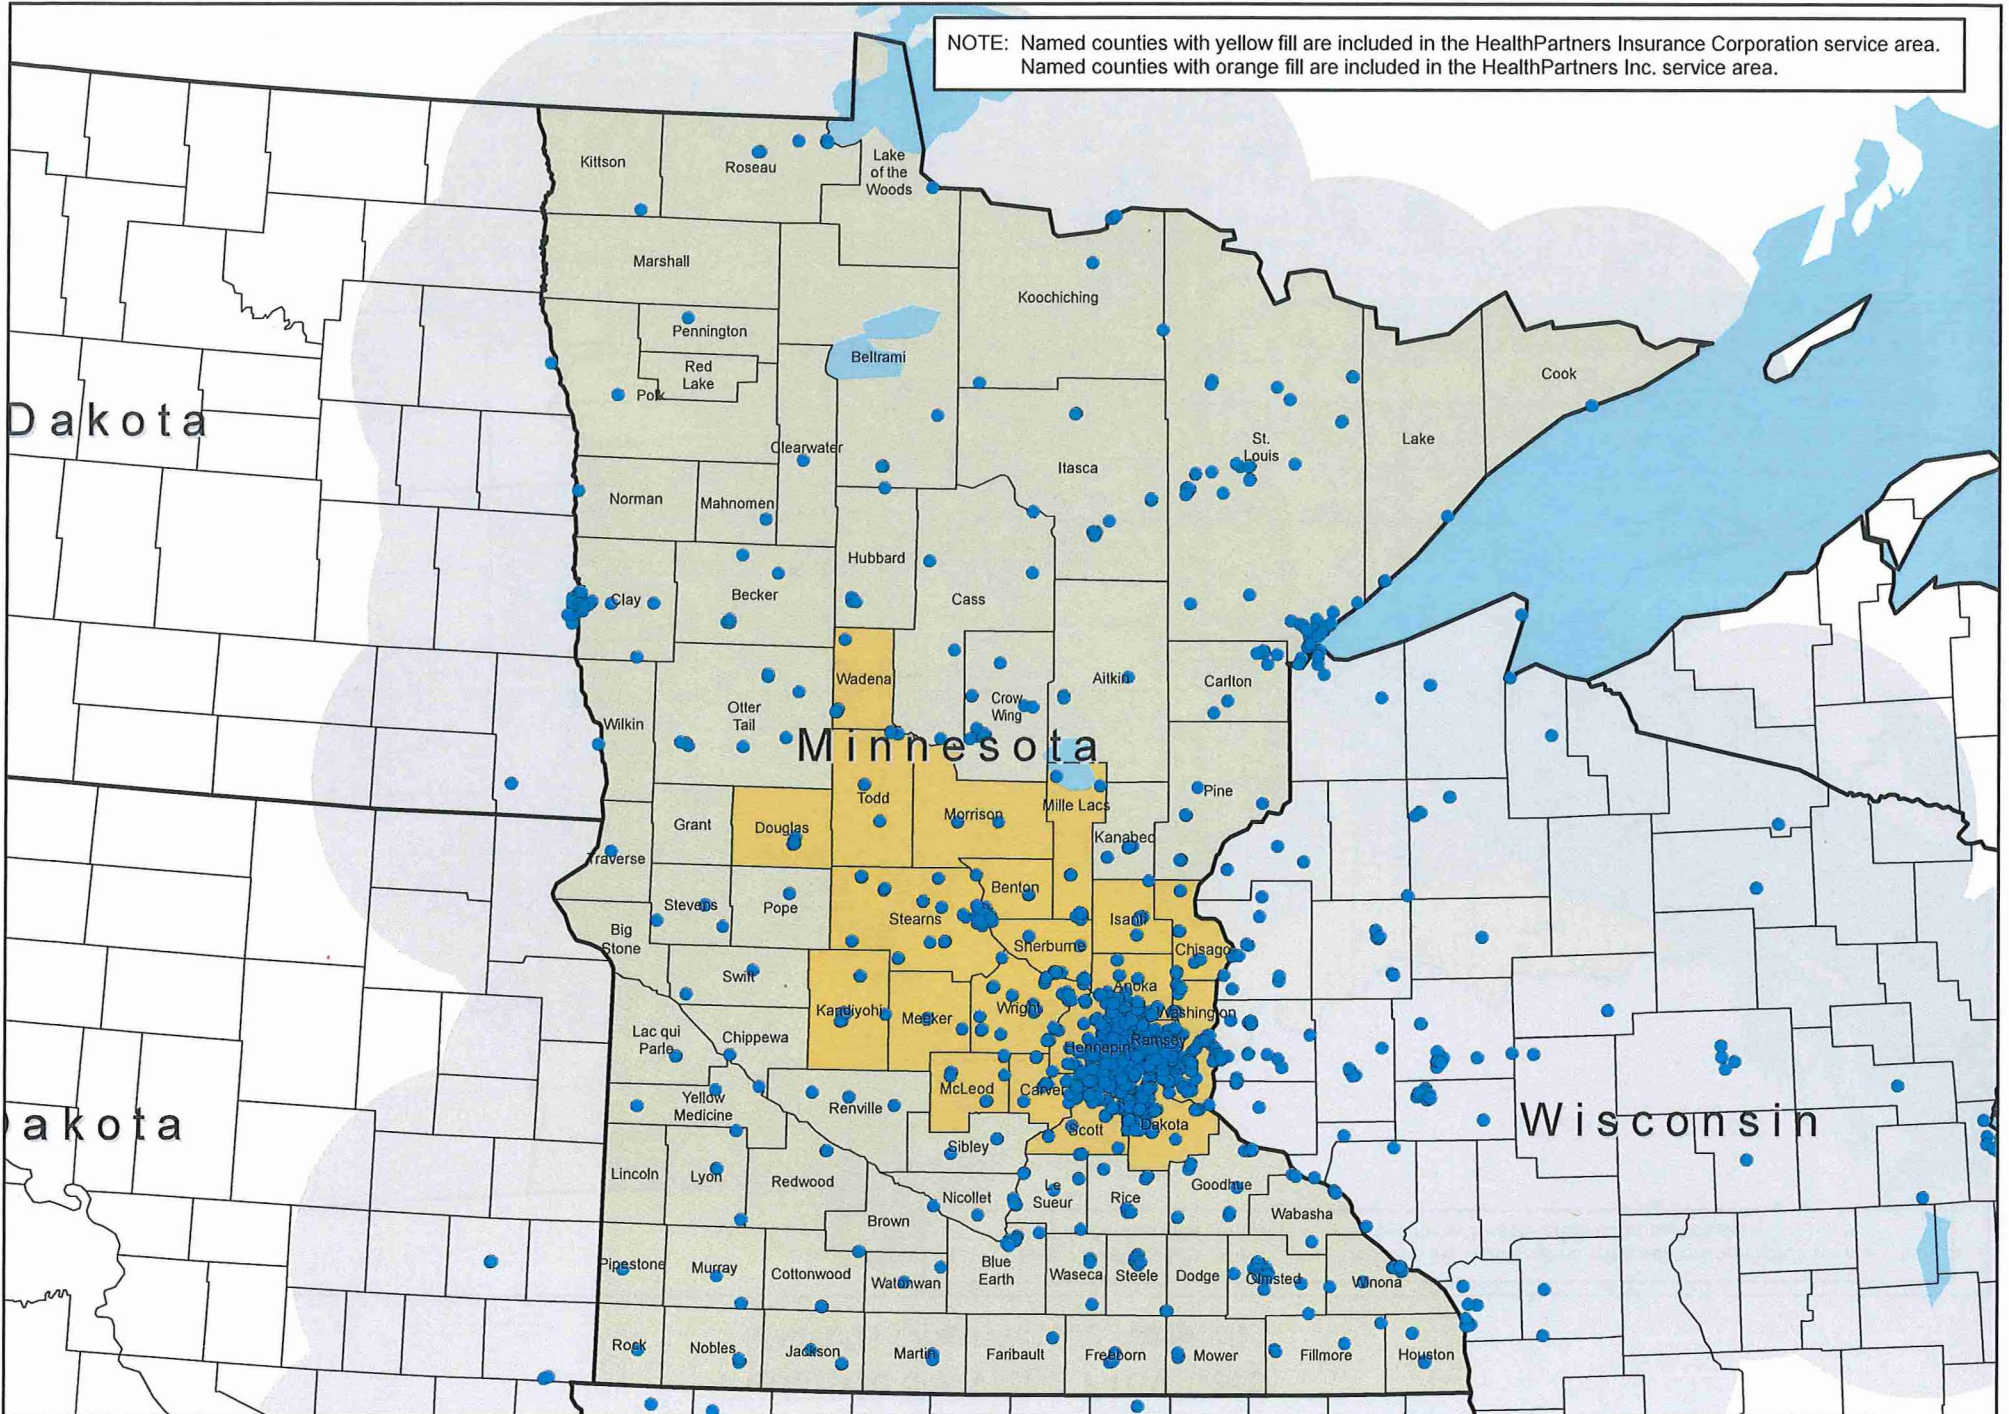 NOTE: Named counties with yellow fill are included in the HealthPartners Insurance Corporation service area.
Named counties with orange fill are included in the HealthPartners Inc. service area.
Kittson
Roseau
Lake
of the
Woods
Marshall
Koochiching
Pennington
Beltrami
Red
Lake
Cook
Polk
Dakota
Clearwater
St.
Louis
Lake
Itasca
Norman
Mahnomen
Hubbard
Clay
Becker
Cass
Wadena
Aitkin
Carlton
Otter
Tail
Crow
Wing
Wilkin
Minnesota
Todd
Pine
Mille Lacs
Morrison
Grant
Douglas
Kanabec
Traverse
Benton
Stevens
Pope
Stearns
Isanti
Big
Stone
Sherburne
Chisago
Swift
Anoka
Kandiyohi
Meeker
Wright
Washington
Lac qui
Parle
Chippewa
Hennepin
Ramsey
McLeod
Carver
Yellow
Medicine
Renville
Dakota
Wisconsin
Scott
Dakota
Sibley
Lincoln
Lyon
Redwood
Le
Sueur
Rice
Goodhue
Nicollet
Brown
Wabasha
Pipestone
Murray
Cottonwood
Watonwan
Blue
Earth
Waseca
Steele
Dodge
Olmsted
Winona
Rock
Nobles
Jackson
Martin
Faribault
Freeborn
Mower
Fillmore
Houston